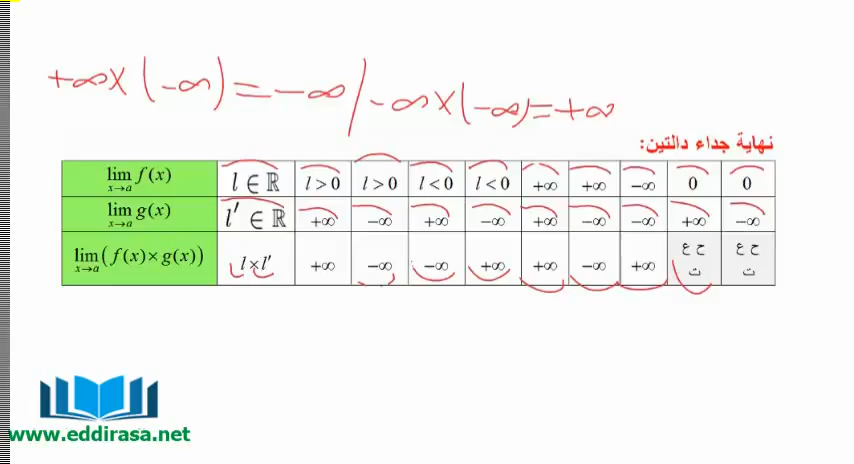 +∞ × (-∞) = -∞ / -∞ × (-∞) = +∞
نهاية جداء دالتين:
lim x→a f(x) l ∈ ℝ l > 0 l > 0 l < 0 l < 0 +∞ +∞ -∞ 0 0
lim x→a g(x) l' ∈ ℝ +∞ -∞ +∞ -∞ +∞ -∞ -∞ +∞ -∞
lim x→a (f(x) × g(x)) l×l' +∞ -∞ -∞ +∞ +∞ -∞ +∞ ح ع ت ح ع ت
www.eddirasa.net